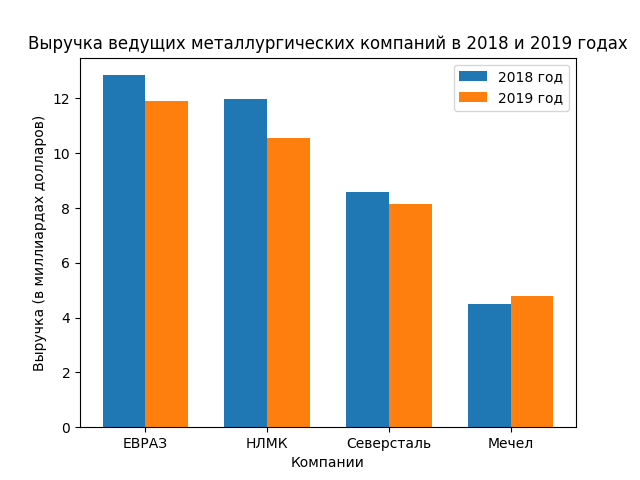 Выручка ведущих металлургических компаний в 2018 и 2019 годах
2018 год
2019 год
Выручка (в миллиардах долларов)
12
10
8
6
4
2
0
ЕВРАЗ
НЛМК
Северсталь
Мечел
Компании